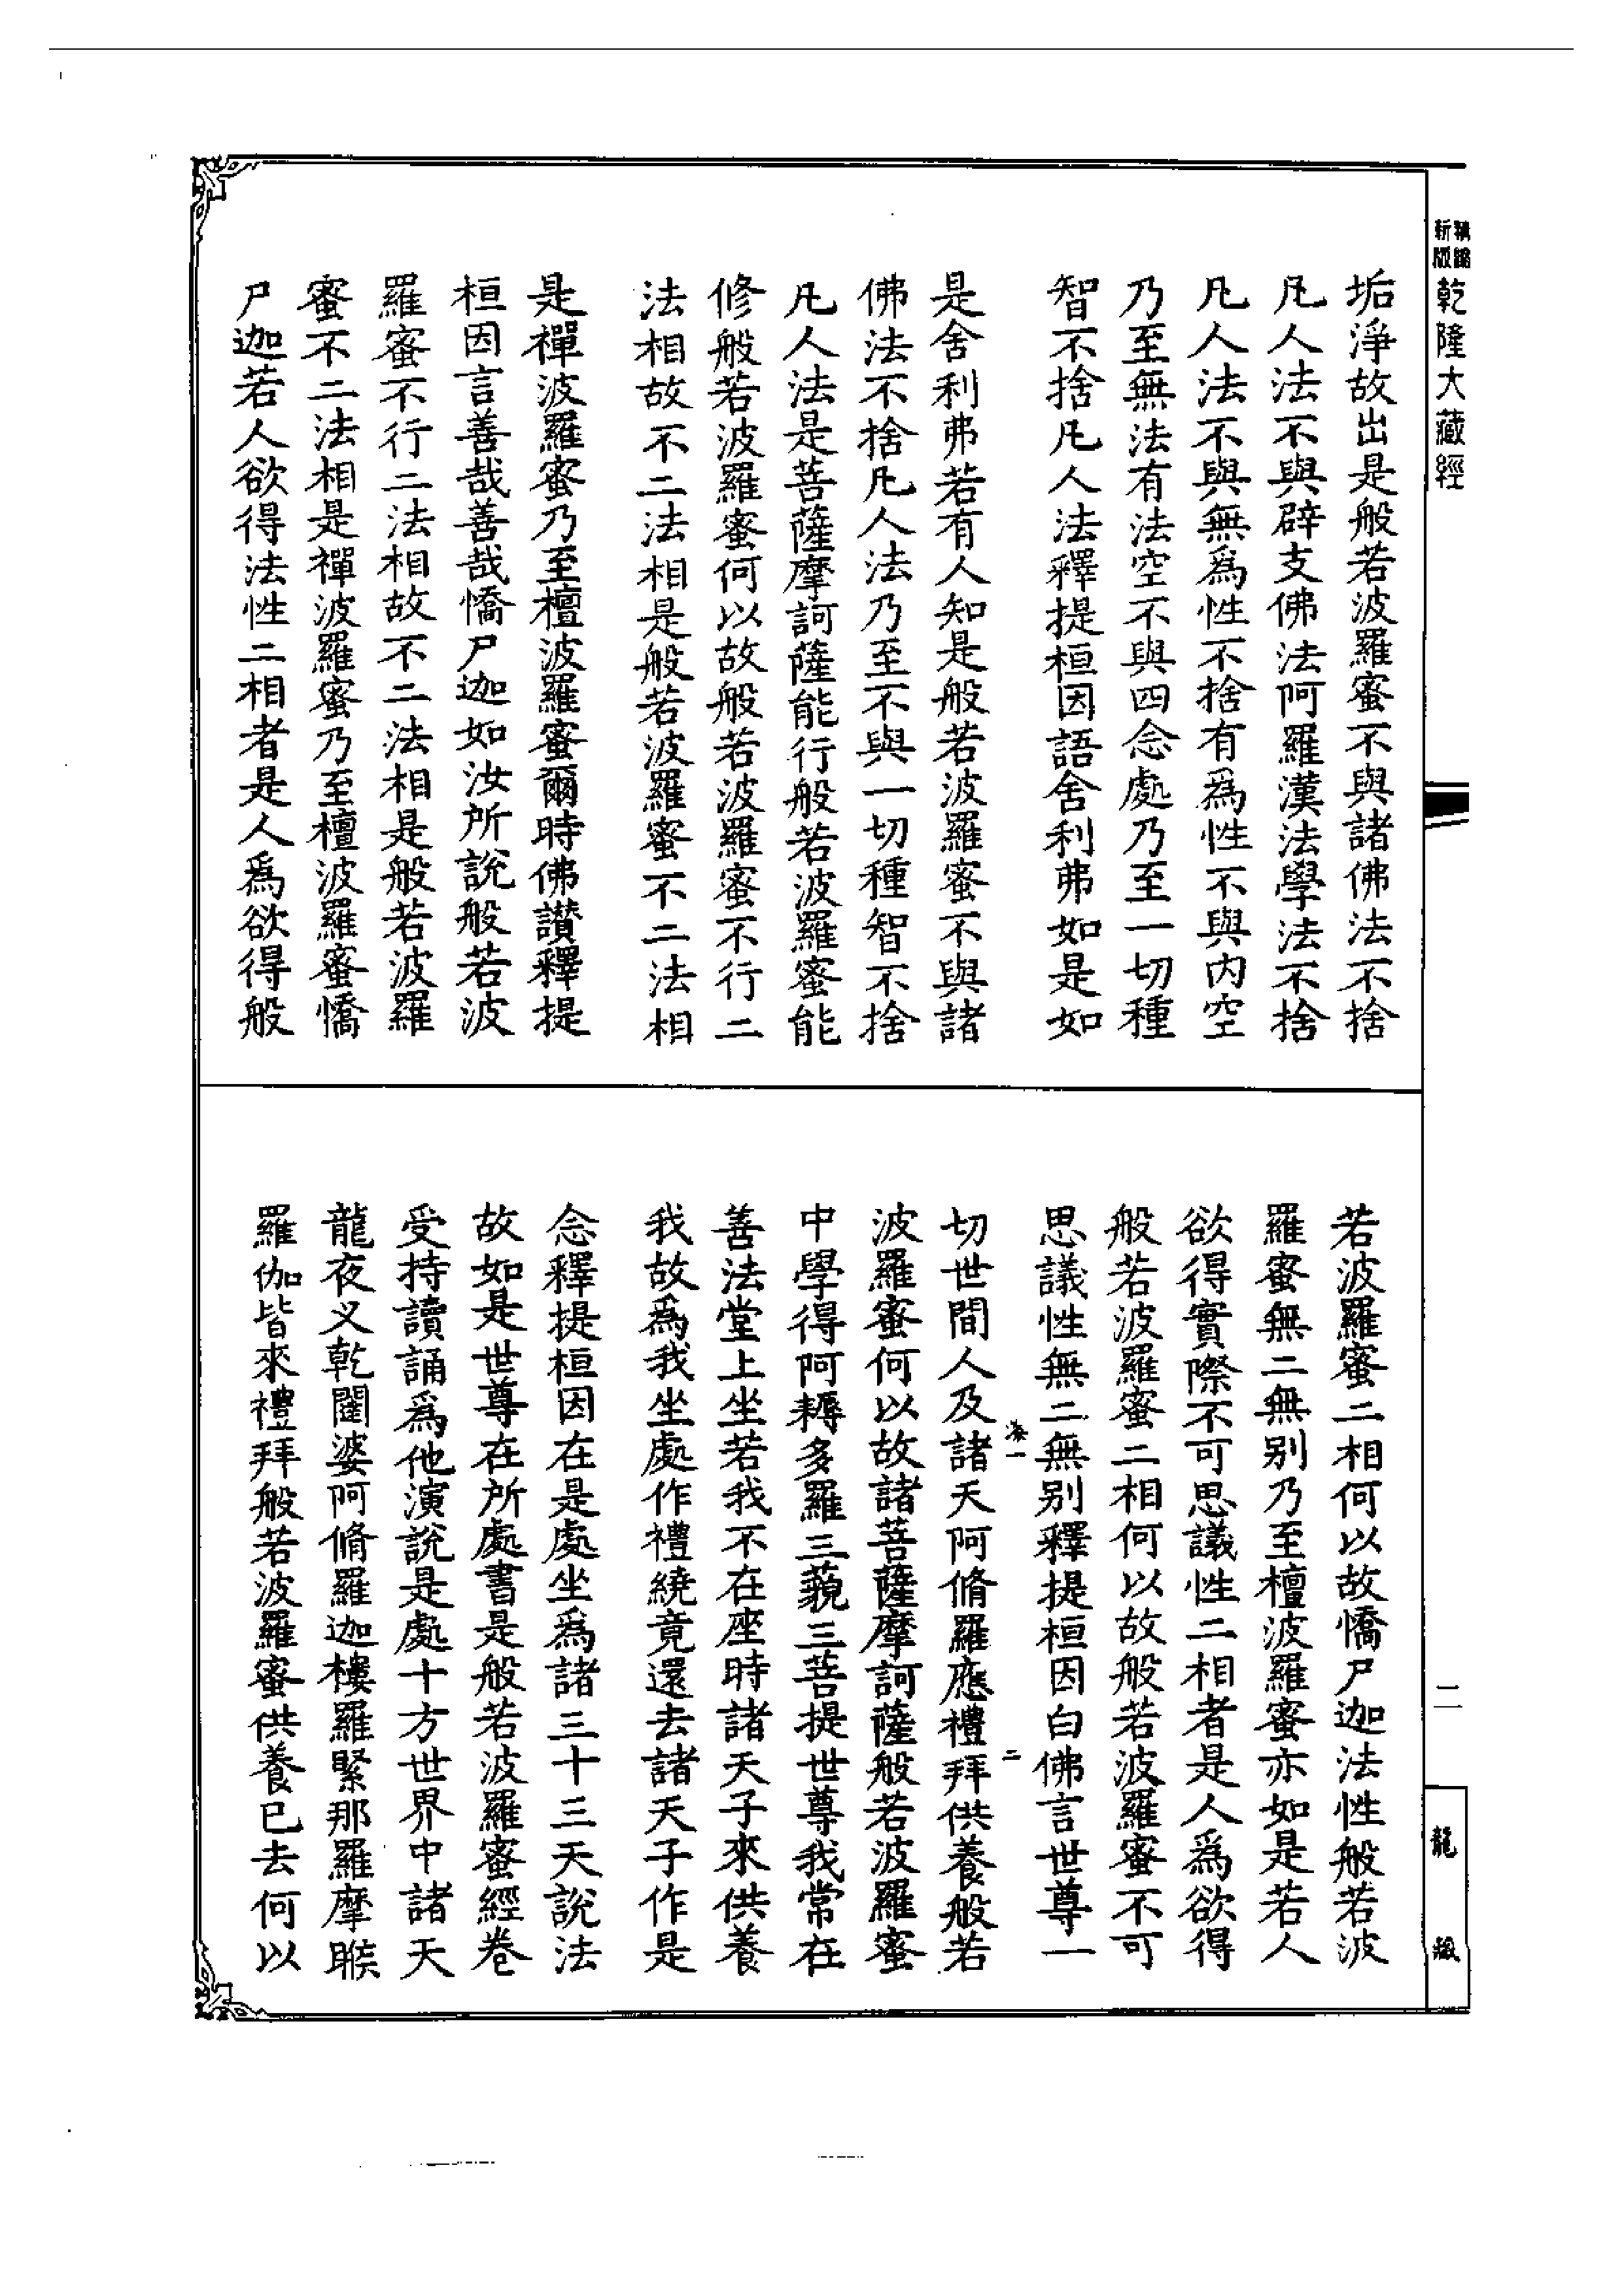 乾隆大藏經
垢淨故出是般若波羅蜜不與諸佛法不捨
凡人法不與辟支佛法阿羅漢法學法不捨
凡人法不與無爲性不捨有爲性不與內空
乃至無法有法空不與四念處乃至一切種
智不捨凡人法釋提桓因語舍利弗如是如
是舍利弗若有人知是般若波羅蜜不與諸
佛法不捨凡人法乃至不與一切種智不捨
凡人法是菩薩摩訶薩能行般若波羅蜜能
修般若波羅蜜何以故般若波羅蜜不行二
法相故不二法相是般若波羅蜜不二法相
是禪波羅蜜乃至檀波羅蜜爾時佛讚釋提
桓因言善哉善哉憍尸迦如汝所說般若波
羅蜜不行二法相故不二法相是般若波羅
蜜不二法相是禪波羅蜜乃至檀波羅蜜憍
尸迦若人欲得法性二相者是人爲欲得般
若波羅蜜二相何以故憍尸迦法性般若波
羅蜜無二無別乃至檀波羅蜜亦如是若人
欲得實際不可思議性二相者是人爲欲得
般若波羅蜜二相何以故般若波羅蜜不可
思議性無二無別釋提桓因白佛言世尊一
切世間人及諸天阿脩羅應禮拜供養般若
波羅蜜何以故諸菩薩摩訶薩般若波羅蜜
中學得阿耨多羅三藐三菩提世尊我常在
善法堂上坐若我不在座時諸天子來供養
我故爲我坐處作禮繞竟還去諸天子作是
念釋提桓因在是處坐爲諸三十三天說法
故如是世尊在所處書是般若波羅蜜經卷
受持讀誦爲他演說是處十方世界中諸天
龍夜叉乾闥婆阿脩羅迦樓羅緊那羅摩睺
羅伽皆來禮拜般若波羅蜜供養已去何以
二
龍